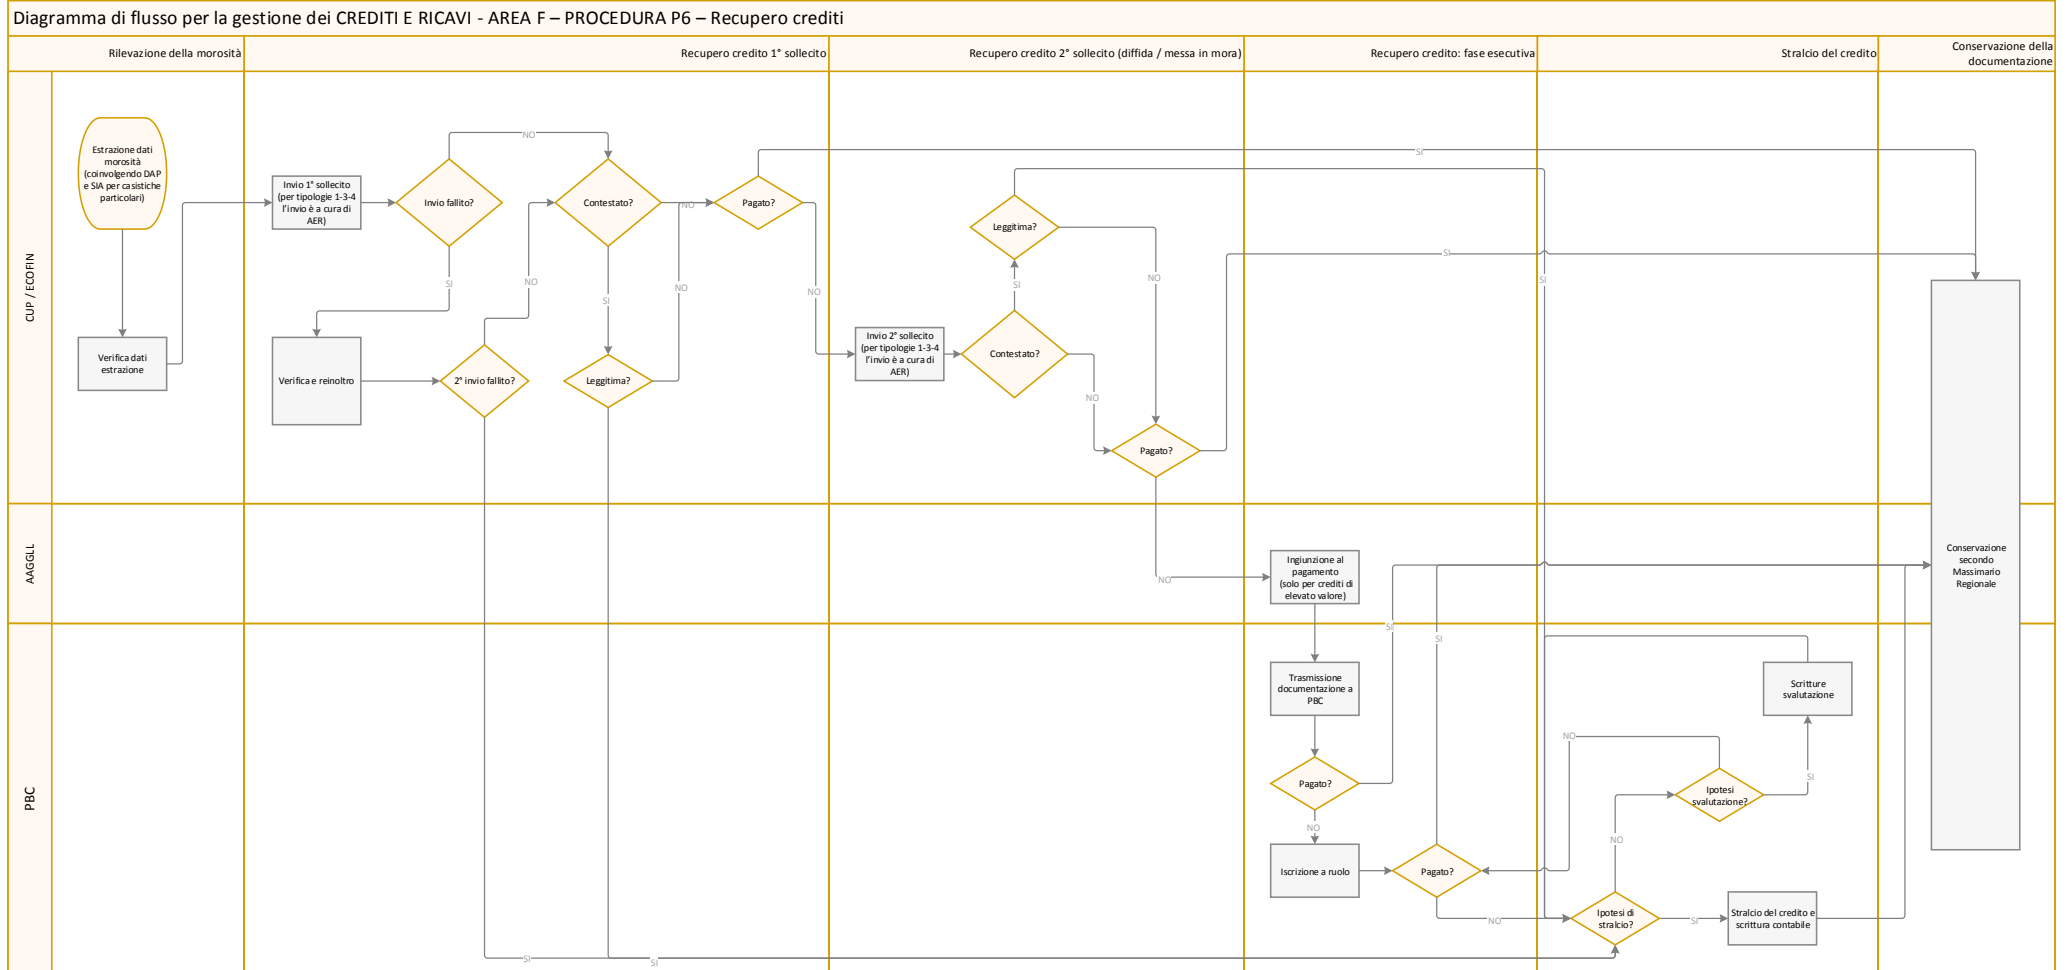 Diagramma di flusso per la gestione dei CREDITI E RICAVI - AREA F – PROCEDURA P6 – Recupero crediti
Rilevazione della morosità
Recupero credito 1° sollecito
Recupero credito 2° sollecito (diffida / messa in mora)
Recupero credito: fase esecutiva
Stralcio del credito
Conservazione della
documentazione
CUP / ECOFIN
Estrazione dati
morosità
(coinvolgendo DAP
e SIA per casistiche
particolari)
Verifica dati
estrazione
Invio 1° sollecito
(per tipologie 1-3-4
l'invio è a cura di
AER)
Invio fallito?
NO
SI
Verifica e reinoltro
2° invio fallito?
NO
Contestato?
NO
SI
Leggitima?
NO
Pagato?
SI
NO
Invio 2° sollecito
(per tipologie 1-3-4
l'invio è a cura di
AER)
Contestato?
SI
NO
Leggitima?
NO
SI
Pagato?
SI
NO
AAGGLL
Ingiunzione al
pagamento
(solo per crediti di
elevato valore)
Conservazione
secondo
Massimario
Regionale
PBC
Trasmissione
documentazione a
PBC
Pagato?
SI
NO
Iscrizione a ruolo
Pagato?
SI
NO
Scritture
svalutazione
NO
Ipotesi
svalutazione?
SI
NO
Ipotesi di
stralcio?
SI
Stralcio del credito e
scrittura contabile
SI
SI